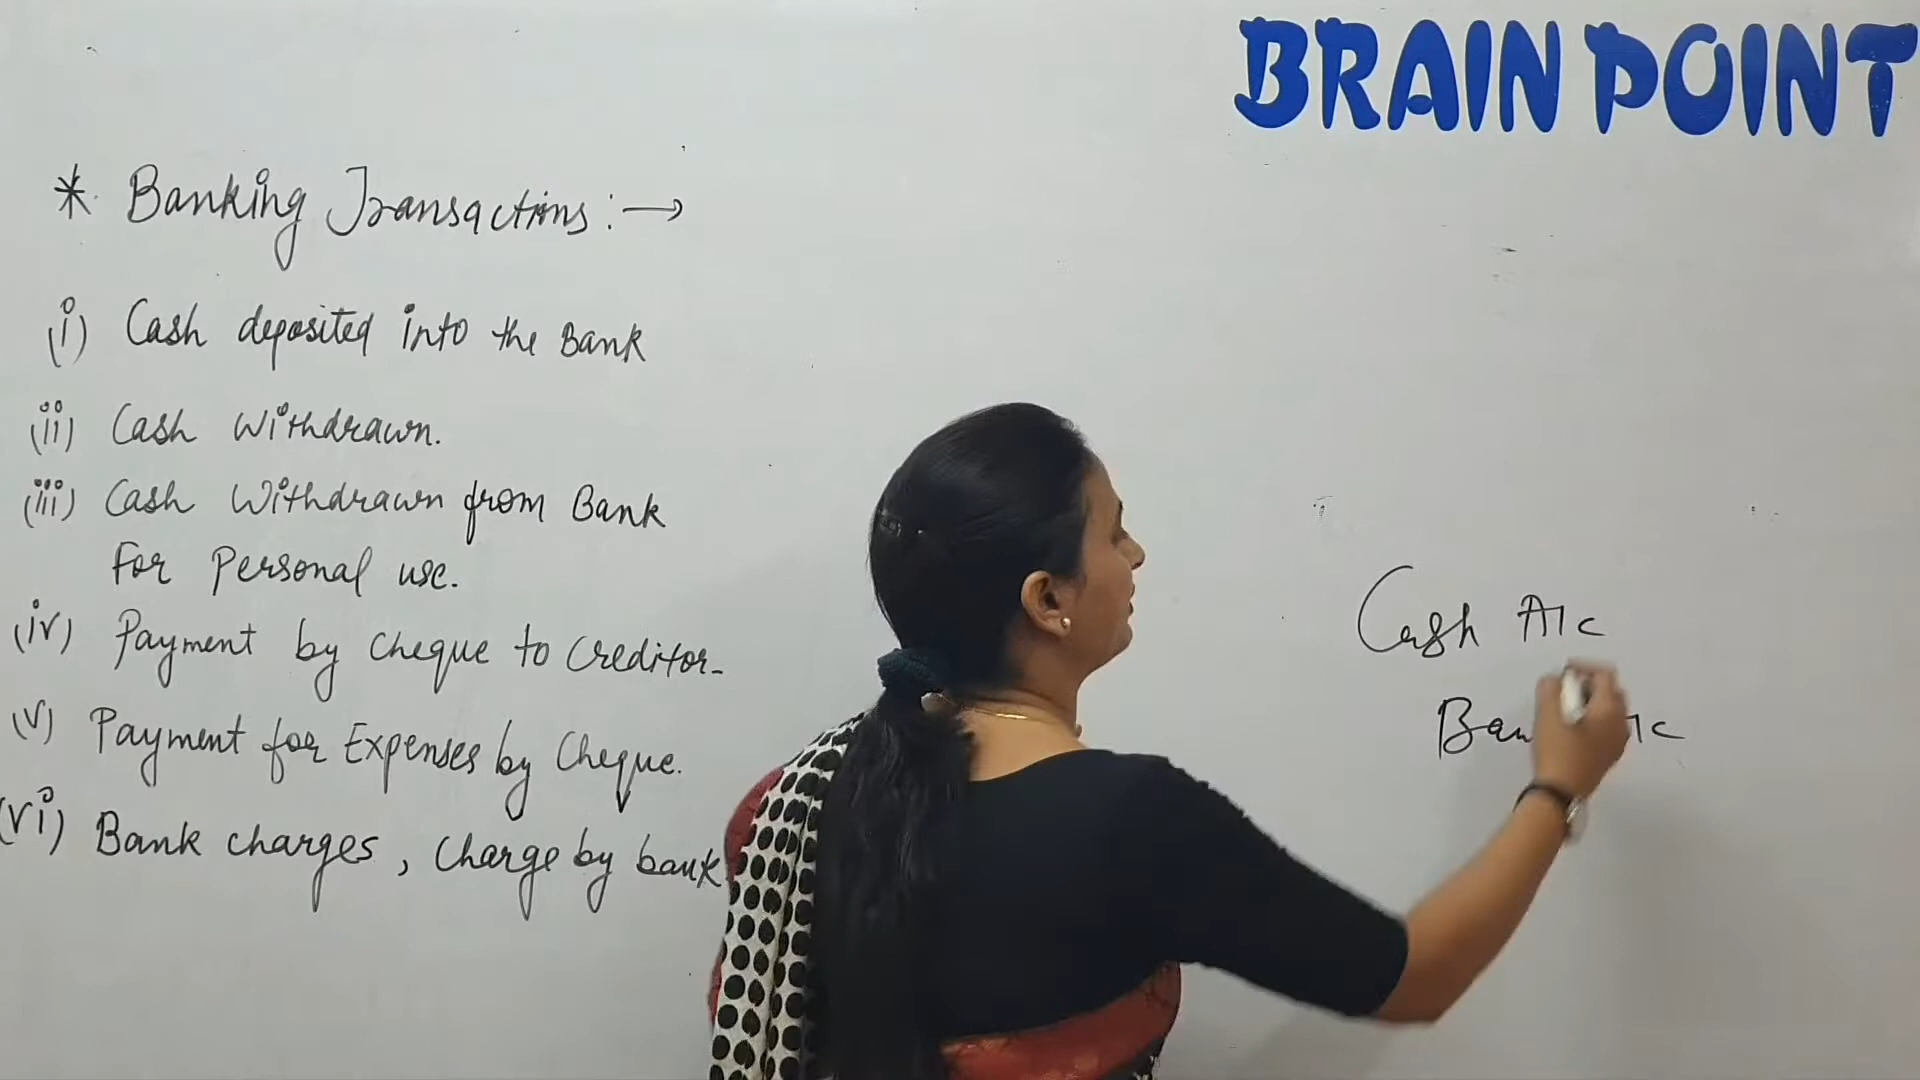 BRAIN POINT
* Banking Transactions :→
(i) Cash deposited into the Bank
(ii) Cash Withdrawn.
(iii) Cash Withdrawn from Bank
For Personal use.
(iv) Payment by Cheque to Creditor-
(v) Payment for Expenses by Cheque.
(vi) Bank charges, Charge by bank
Cash A/c